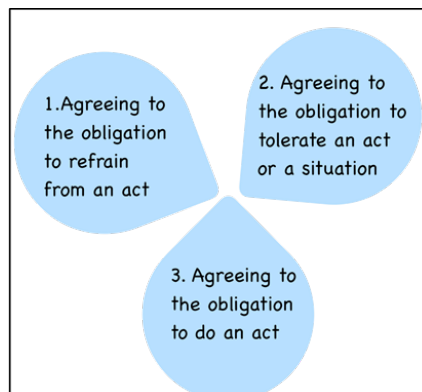 1.Agreeing to
the obligation
to refrain
from an act
2. Agreeing to
the obligation to
tolerate an act
or a situation
3. Agreeing to
the obligation
to do an act